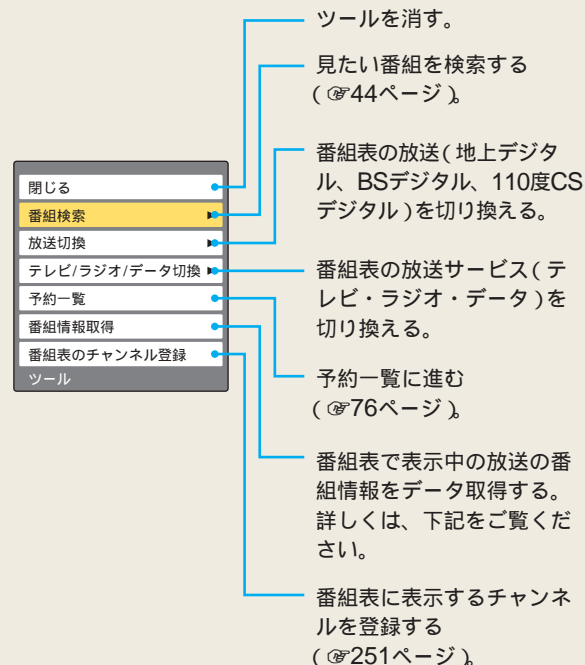 閉じる
番組検索
放送切換
テレビ/ラジオ/データ切換
予約一覧
番組情報取得
番組表のチャンネル登録
ツール
ツールを消す。
見たい番組を検索する
(☞44ページ)。
番組表の放送(地上デジタ
ル、BSデジタル、110度CS
デジタル)を切り換える。
番組表の放送サービス(テ
レビ・ラジオ・データ)を
切り換える。
予約一覧に進む
(☞76ページ)。
番組表で表示中の放送の番
組情報をデータ取得する。
詳しくは、下記をご覧くだ
さい。
番組表に表示するチャンネ
ルを登録する
(☞251ページ)。